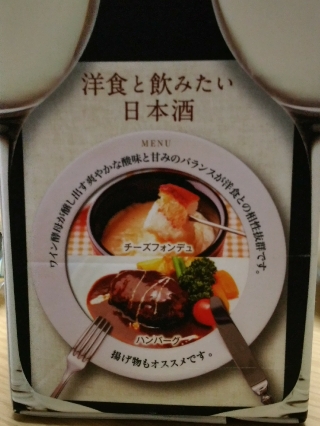 洋食と飲みたい
日本酒
MENU
ワイン酵母が醸し出す爽やかな酸味と甘みのバランスが洋食との相性抜群です。
チーズフォンデュ
ハンバーグ
揚げ物もオススメです。